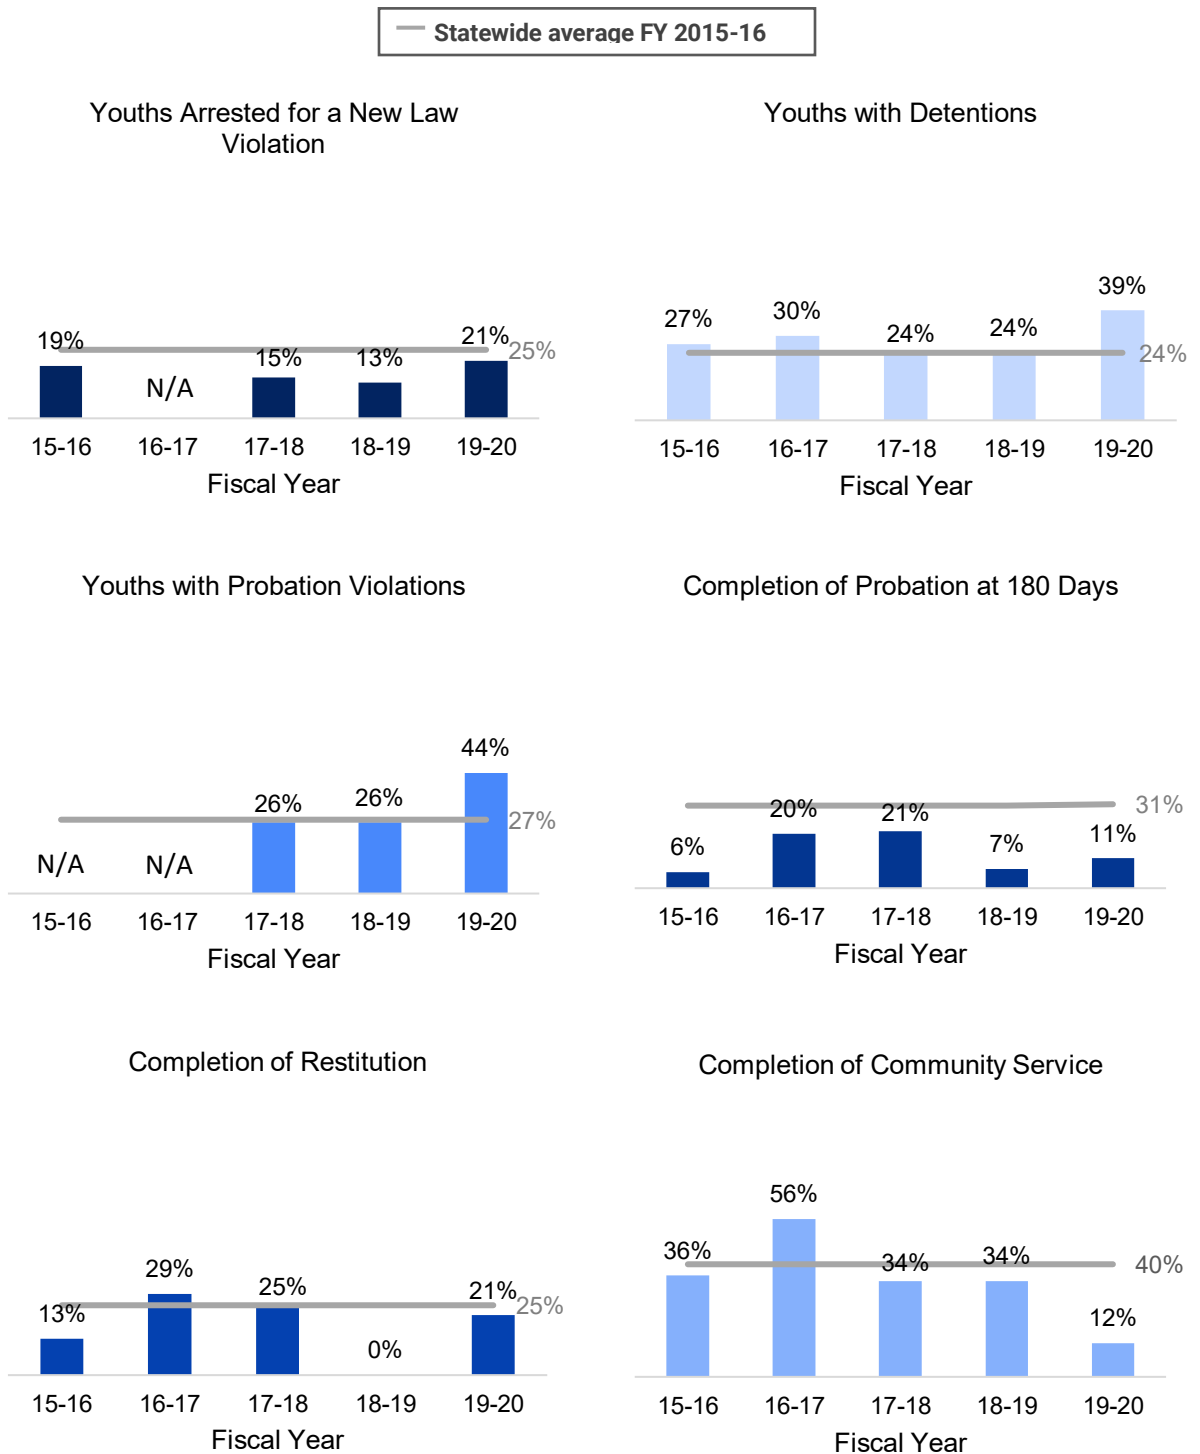 Statewide average FY 2015-16
Youths Arrested for a New Law
Violation
19%
N/A
15%
13%
21%
25%
15-16 16-17 17-18 18-19 19-20
Fiscal Year
Youths with Detentions
27%
30%
24%
24%
39%
24%
15-16 16-17 17-18 18-19 19-20
Fiscal Year
Youths with Probation Violations
N/A
N/A
26%
26%
44%
27%
15-16 16-17 17-18 18-19 19-20
Fiscal Year
Completion of Probation at 180 Days
6%
20%
21%
7%
11%
31%
15-16 16-17 17-18 18-19 19-20
Fiscal Year
Completion of Restitution
13%
29%
25%
0%
21%
25%
15-16 16-17 17-18 18-19 19-20
Fiscal Year
Completion of Community Service
36%
56%
34%
34%
12%
40%
15-16 16-17 17-18 18-19 19-20
Fiscal Year